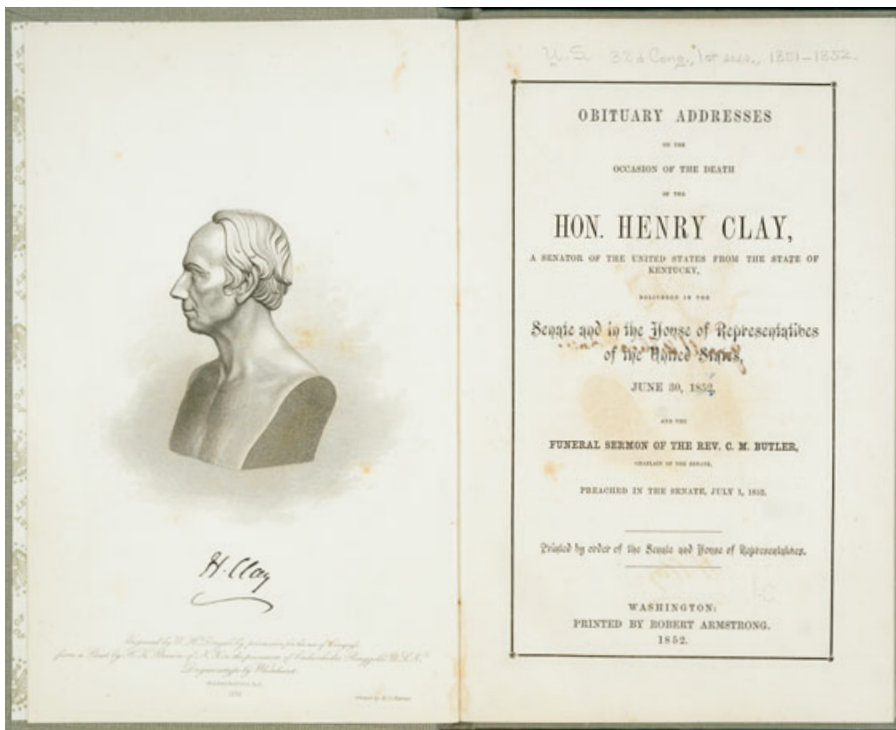 H. Clay
U.S. 32d Cong., 1st sess., 1851-1852.
OBITUARY ADDRESSES
ON THE
OCCASION OF THE DEATH
OF THE
HON. HENRY CLAY,
A SENATOR OF THE UNITED STATES FROM THE STATE OF
KENTUCKY,
DELIVERED IN THE
Senate and in the House of Representatives
of the United States,
JUNE 30, 1852,
AND THE
FUNERAL SERMON OF THE REV. C. M. BUTLER,
CHAPLAIN OF THE SENATE,
PREACHED IN THE SENATE, JULY 1, 1852.
Printed by order of the Senate and House of Representatives.
WASHINGTON:
PRINTED BY ROBERT ARMSTRONG.
1852.